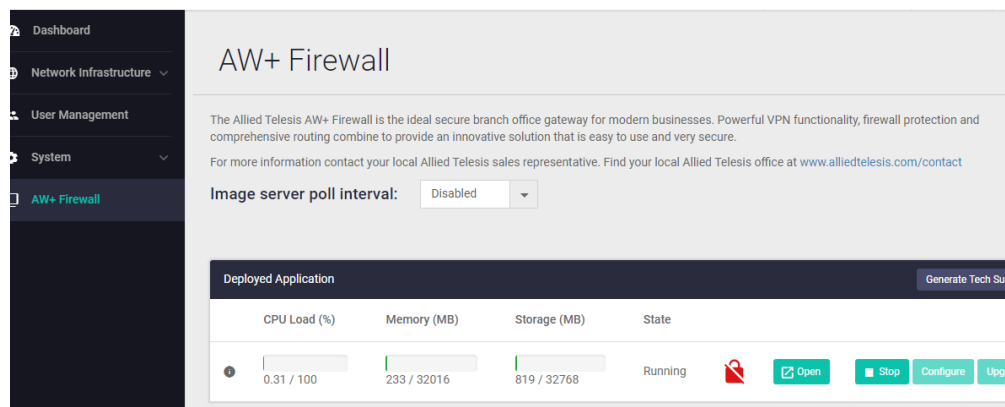 Dashboard
AW+ Firewall
Network Infrastructure
User Management
The Allied Telesis AW+ Firewall is the ideal secure branch office gateway for modern businesses. Powerful VPN functionality, firewall protection and
comprehensive routing combine to provide an innovative solution that is easy to use and very secure.
System
For more information contact your local Allied Telesis sales representative. Find your local Allied Telesis office at www.alliedtelesis.com/contact
AW+ Firewall
Image server poll interval: Disabled
Deployed Application
Generate Tech Su
CPU Load (%) Memory (MB) Storage (MB) State
0.31 / 100 233 / 32016 819 / 32768 Running Open Stop Configure Upg